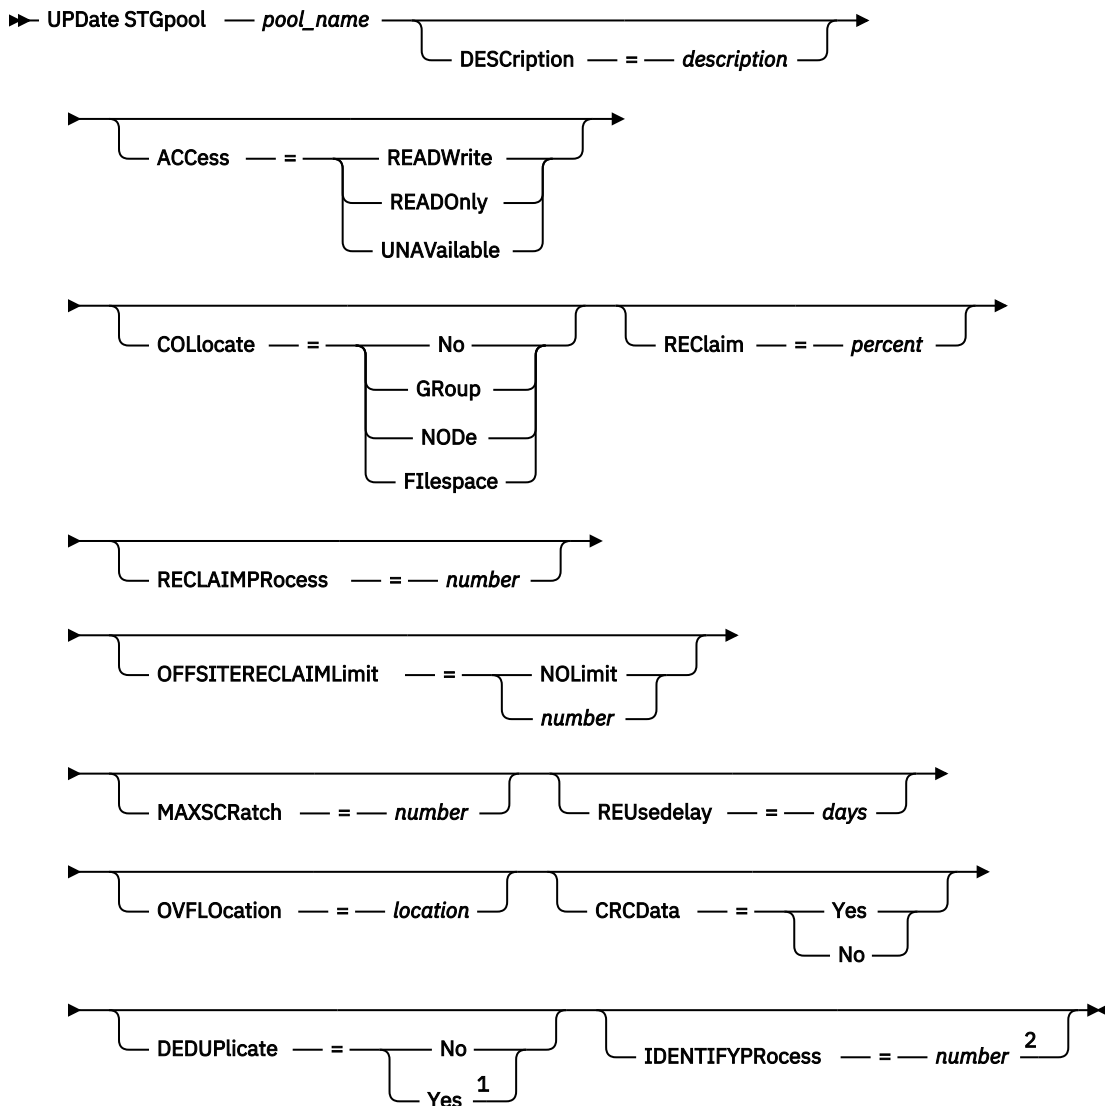 UPDate STGpool pool_name
DESCription = description
ACCess = READWrite
READOnly
UNAVailable
COLlocate = No REClaim = percent
GRoup
NODe
FIlespace
RECLAIMPRocess = number
OFFSITERECLAIMLimit = NOLimit
number
MAXSCRatch = number REUsedelay = days
OVFLOcation = location CRCData = Yes
No
DEDUPlicate = No IDENTIFYPRocess = number 2
Yes 1